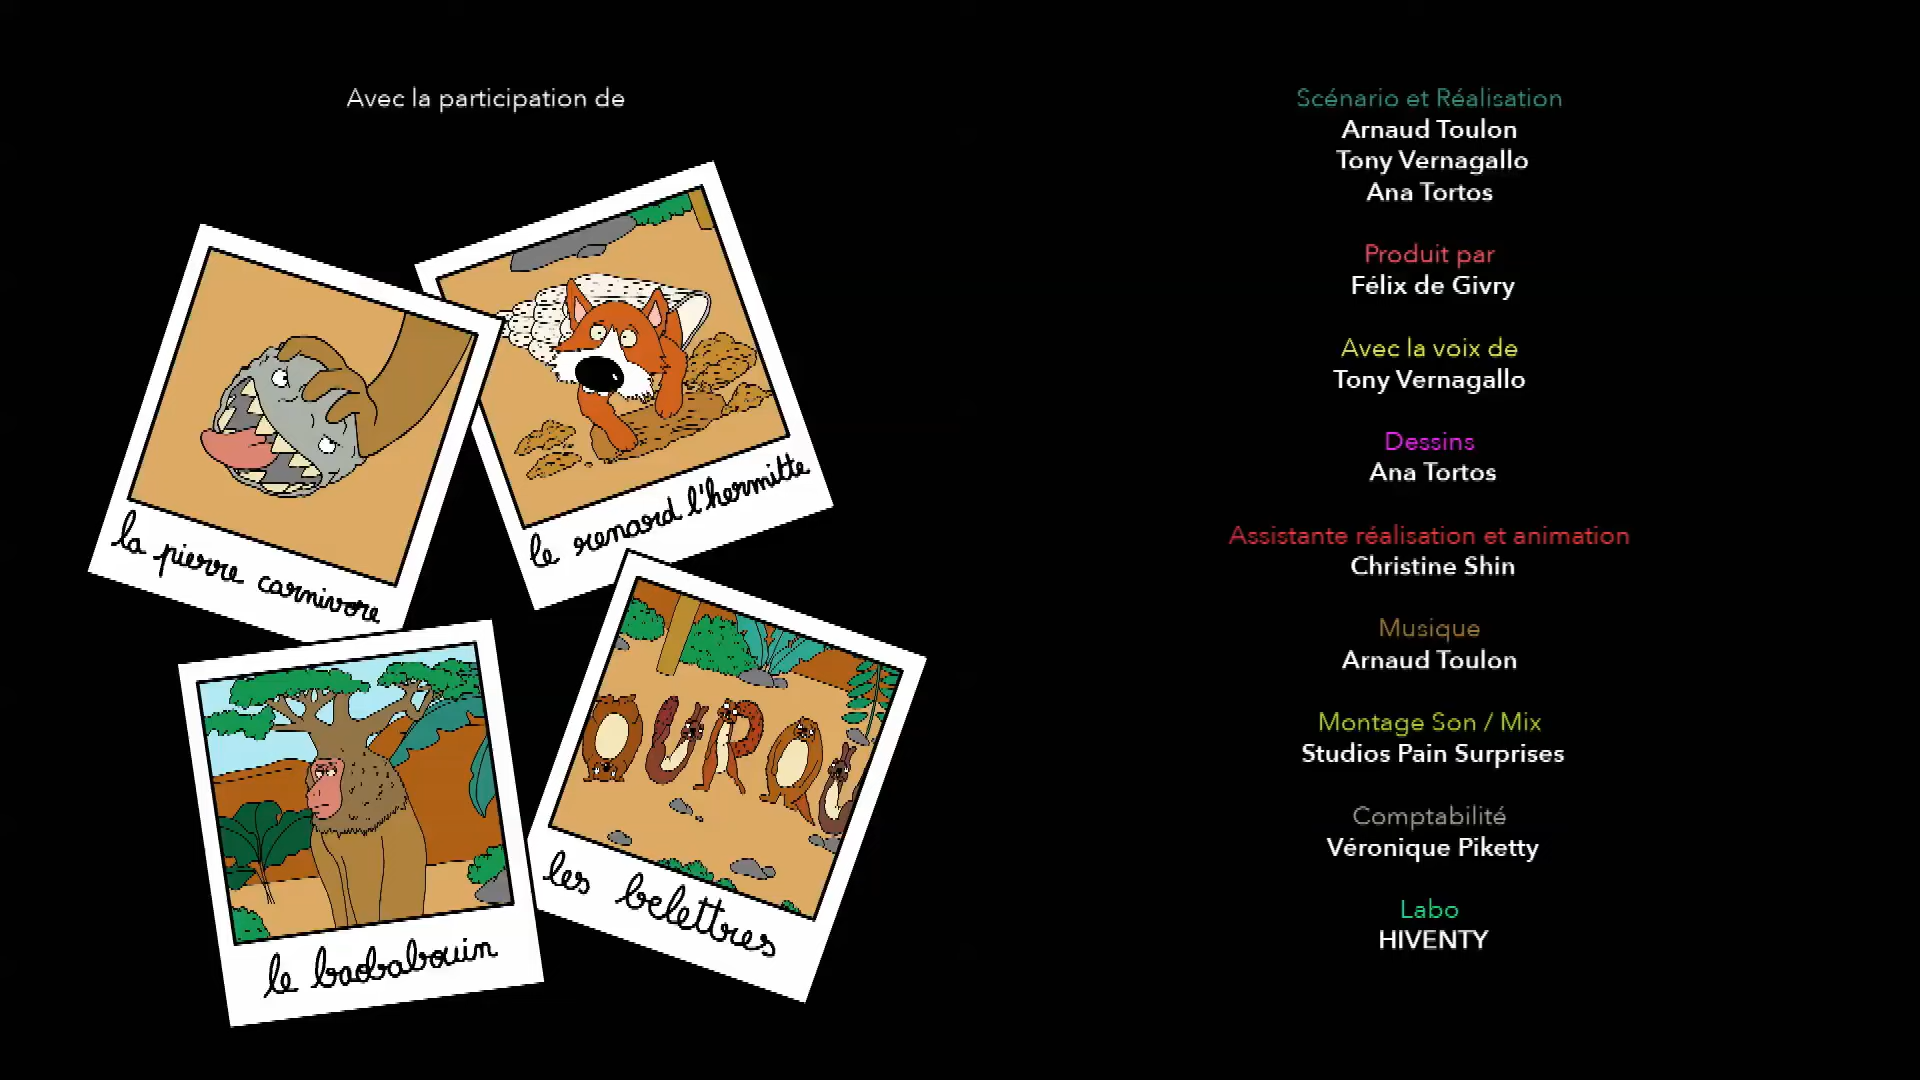 Avec la participation de
la pierre carnivore
le renard l'hermitte
le baobabouin
OURQU
les belettres
Scénario et Réalisation
Arnaud Toulon
Tony Vernagallo
Ana Tortos
Produit par
Félix de Givry
Avec la voix de
Tony Vernagallo
Dessins
Ana Tortos
Assistante réalisation et animation
Christine Shin
Musique
Arnaud Toulon
Montage Son / Mix
Studios Pain Surprises
Comptabilité
Véronique Piketty
Labo
HIVENTY